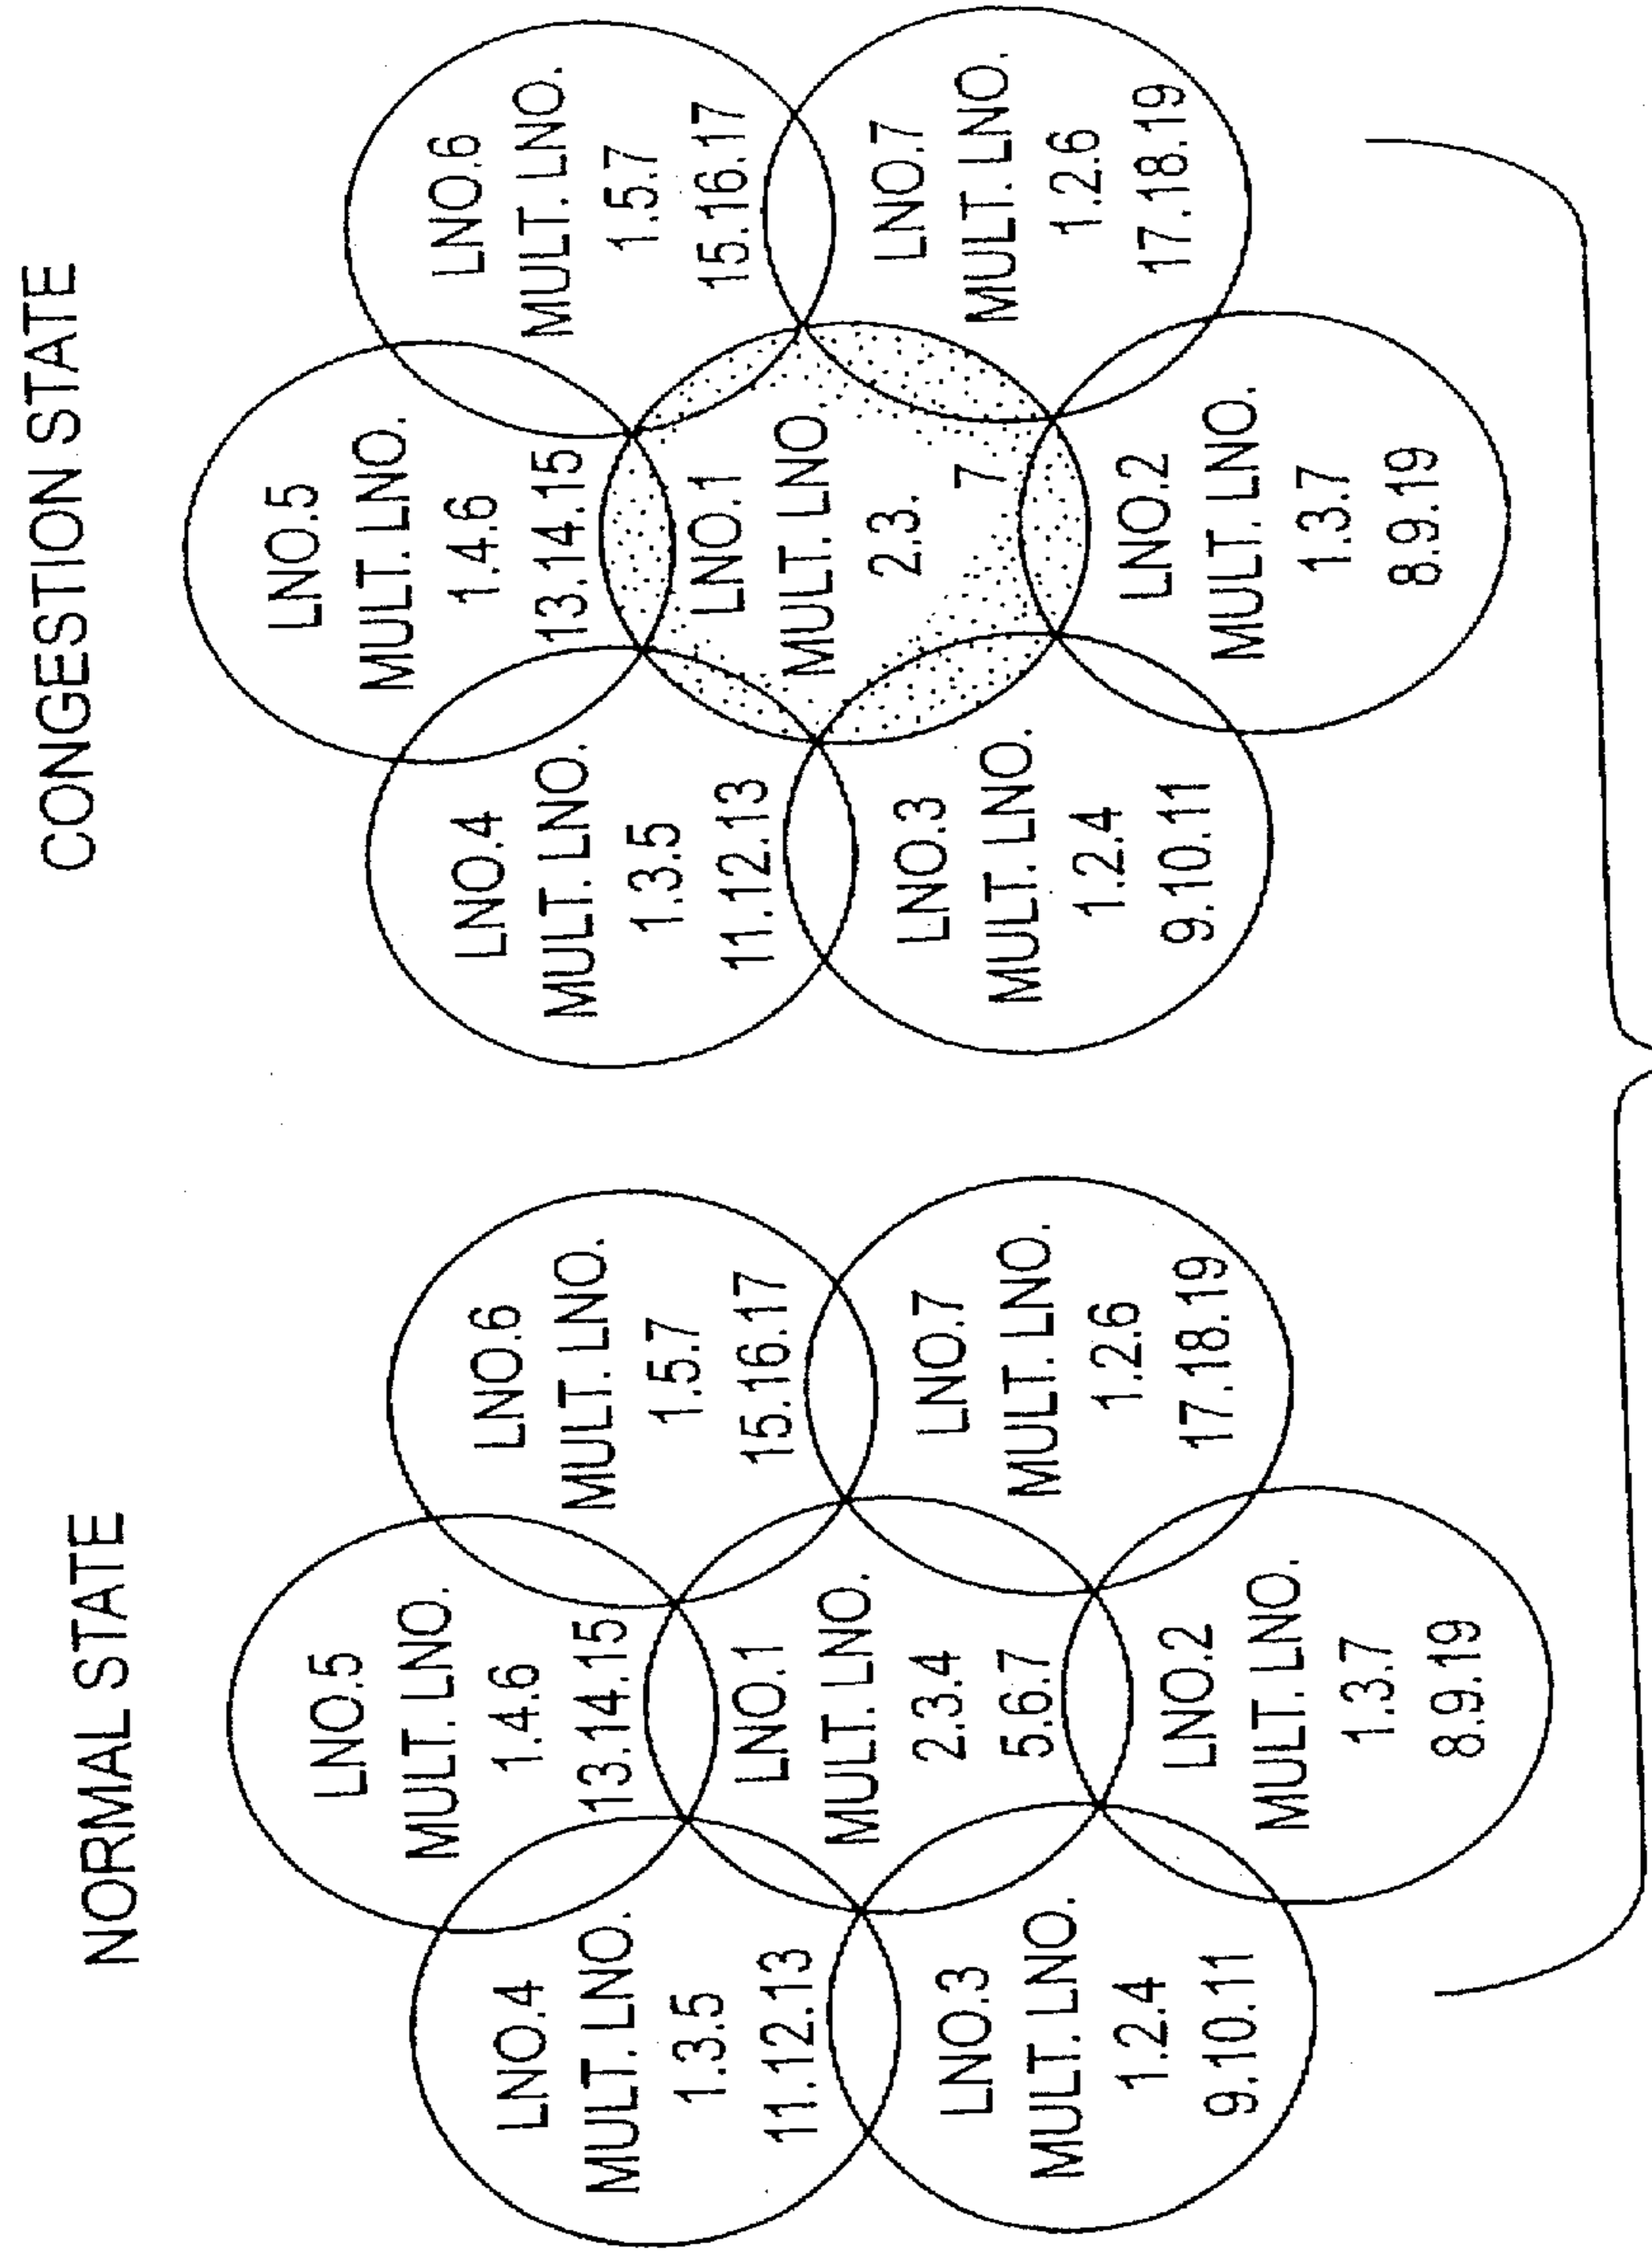 NORMAL STATE
LNO.5
MULT. LNO.
1.4.6
13.14.15
LNO.4
MULT. LNO.
1.3.5
11.12.13
LNO.6
MULT. LNO.
1.5.7
15.16.17
LNO.1
MULT. LNO.
2.3.4
5.6.7
LNO.3
MULT. LNO.
1.2.4
9.10.11
LNO.7
MULT. LNO.
1.2.6
17.18.19
LNO.2
MULT. LNO.
1.3.7
8.9.19
CONGESTION STATE
LNO.5
MULT. LNO.
1.4.6
13.14.15
LNO.4
MULT. LNO.
1.3.5
11.12.13
LNO.6
MULT. LNO.
1.5.7
15.16.17
LNO.1
MULT. LNO
2.3.
7
LNO.3
MULT. LNO.
1.2.4
9.10.11
LNO.7
MULT. LNO.
1.2.6
17.18.19
LNO.2
MULT. LNO.
1.3.7
8.9.19